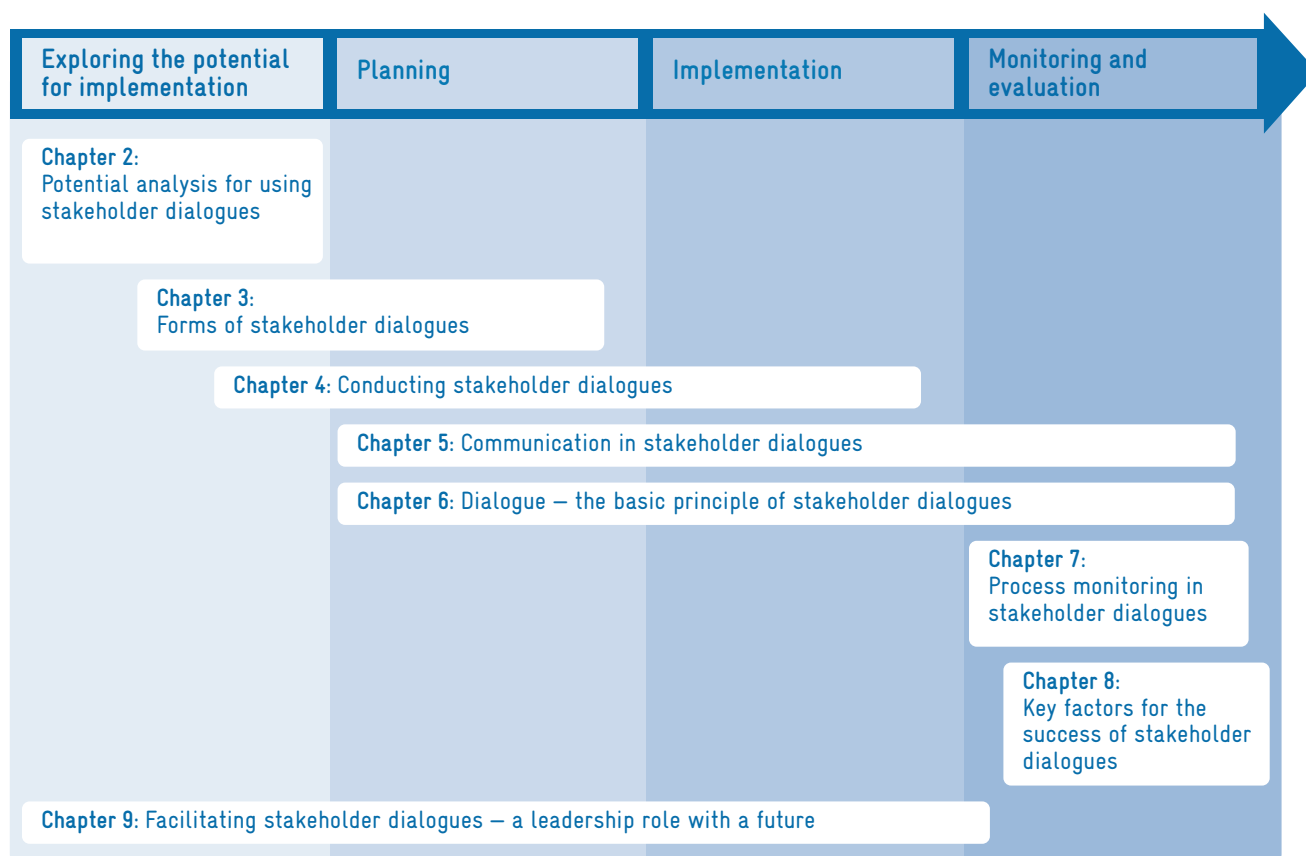 Exploring the potential
for implementation
Planning
Implementation
Monitoring and
evaluation
Chapter 2:
Potential analysis for using
stakeholder dialogues
Chapter 3:
Forms of stakeholder dialogues
Chapter 4: Conducting stakeholder dialogues
Chapter 5: Communication in stakeholder dialogues
Chapter 6: Dialogue – the basic principle of stakeholder dialogues
Chapter 7:
Process monitoring in
stakeholder dialogues
Chapter 8:
Key factors for the
success of stakeholder
dialogues
Chapter 9: Facilitating stakeholder dialogues – a leadership role with a future